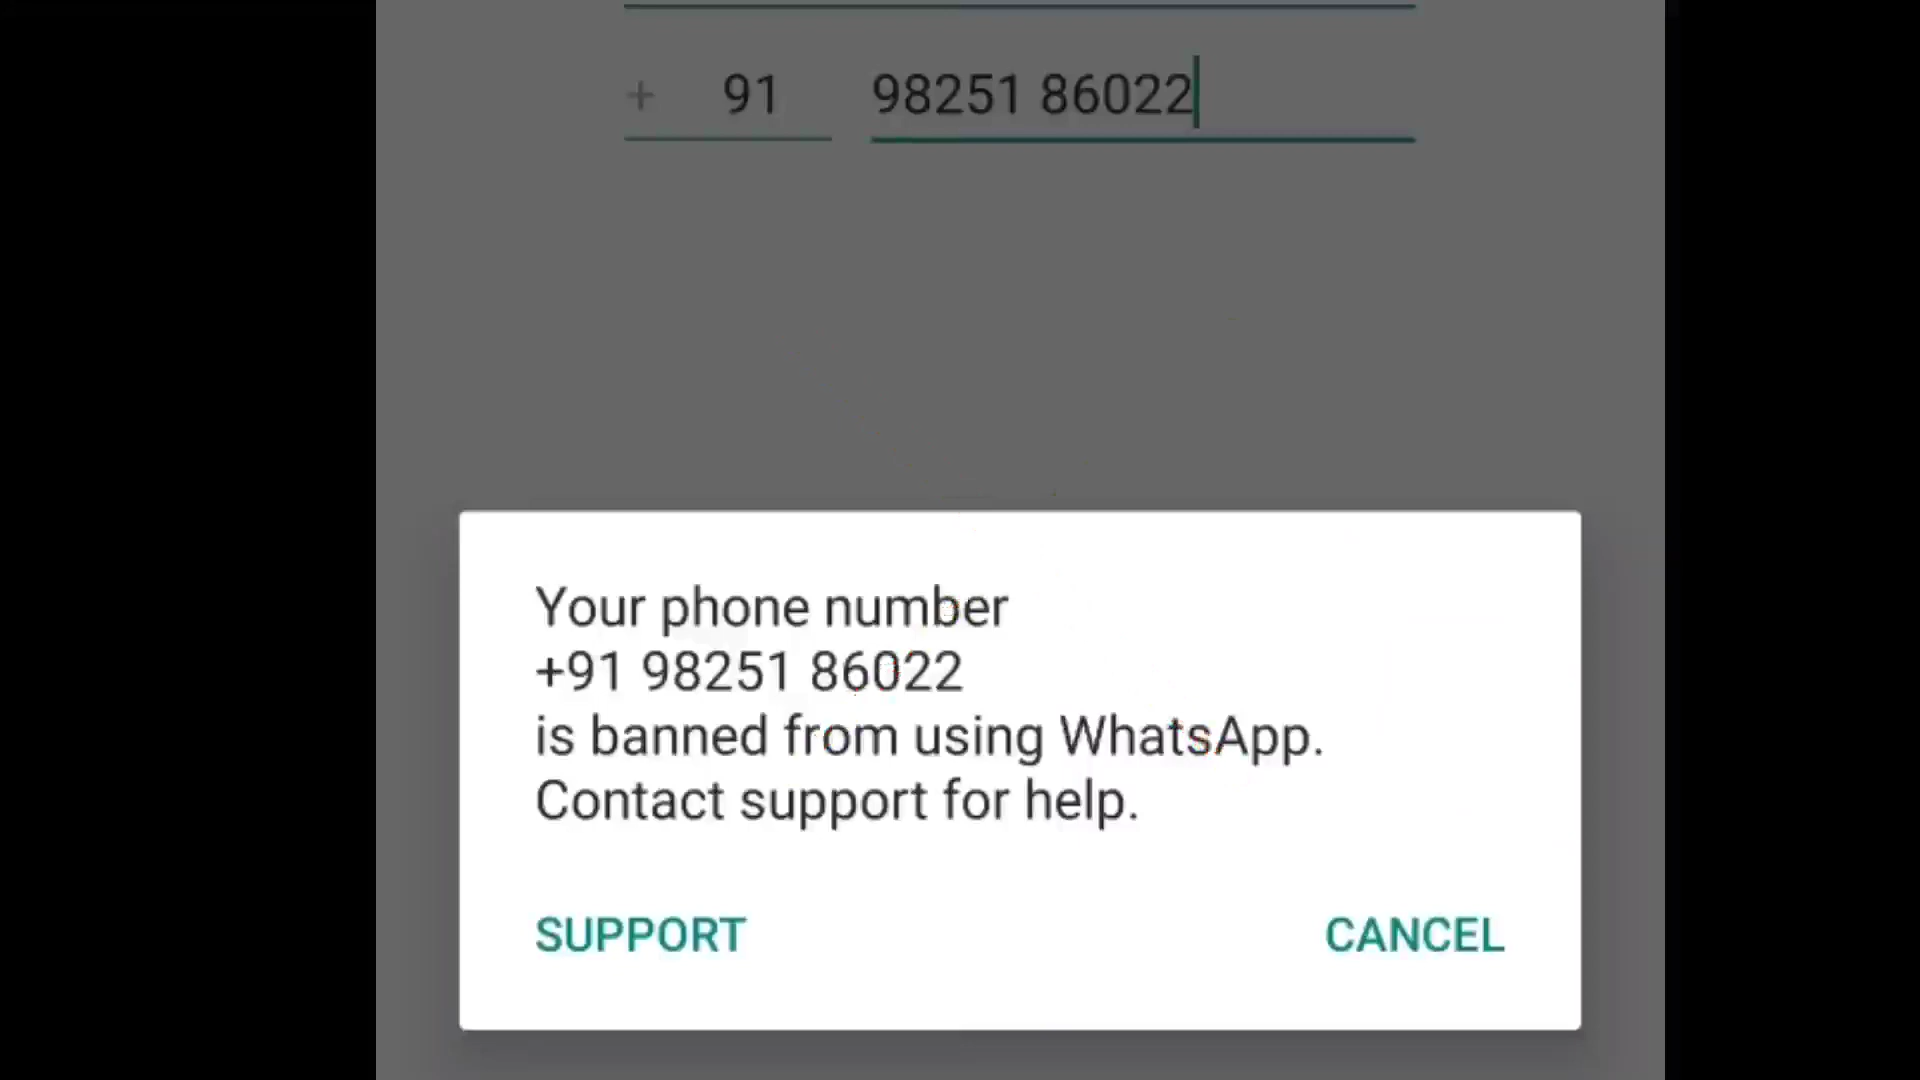 + 91 98251 86022
Your phone number
+91 98251 86022
is banned from using WhatsApp.
Contact support for help.
SUPPORT CANCEL